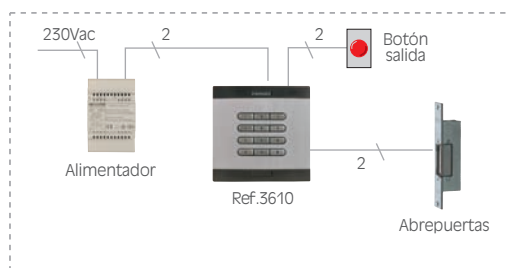 230Vac
2
2
Botón
salida
Alimentador
Ref.3610
2
Abrepuertas